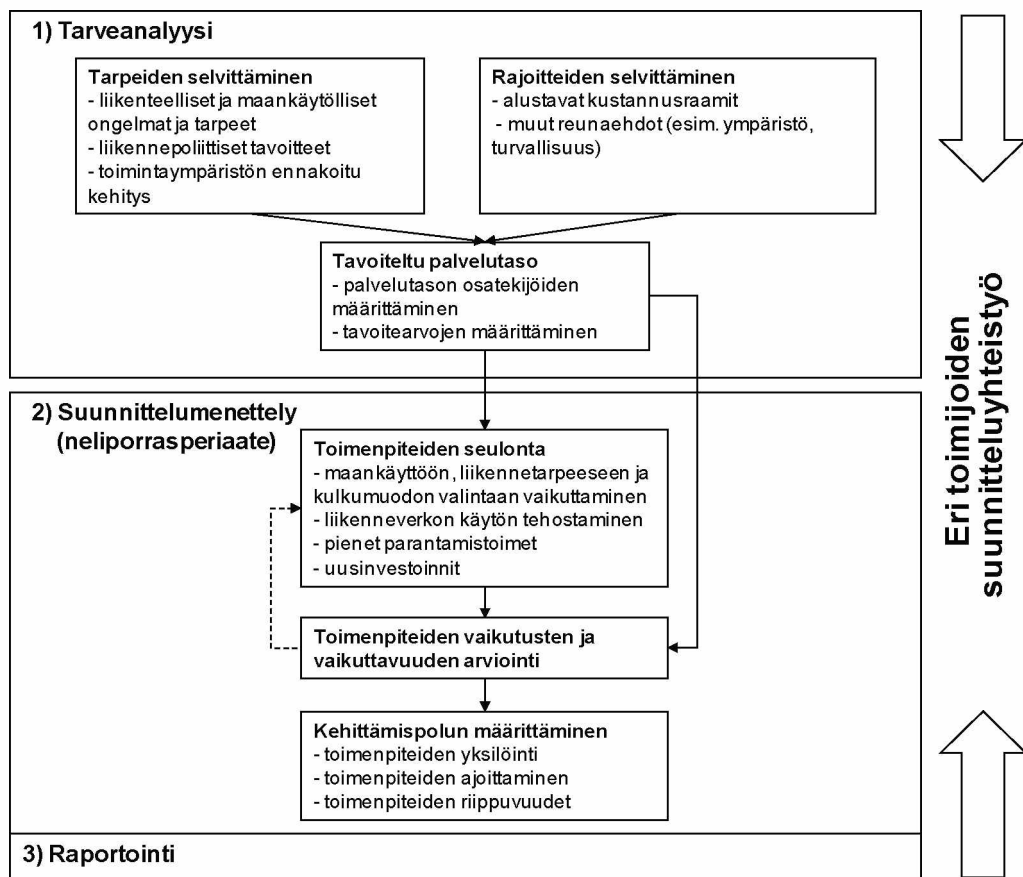 1) Tarveanalyysi
Tarpeiden selvittäminen
- liikenteelliset ja maankäytölliset
ongelmat ja tarpeet
- liikennepoliittiset tavoitteet
- toimintaympäristön ennakoitu
kehitys
Rajoitteiden selvittäminen
- alustavat kustannusraamit
- muut reunaehdot (esim. ympäristö,
turvallisuus)
Tavoiteltu palvelutaso
- palvelutason osatekijöiden
määrittäminen
- tavoitearvojen määrittäminen
2) Suunnittelumenettely
(neliporrasperiaate)
Toimenpiteiden seulonta
- maankäyttöön, liikennetarpeeseen ja
kulkumuodon valintaan vaikuttaminen
- liikenneverkon käytön tehostaminen
- pienet parantamistoimet
- uusinvestoinnit
Toimenpiteiden vaikutusten ja
vaikuttavuuden arviointi
Kehittämispolun määrittäminen
- toimenpiteiden yksilöinti
- toimenpiteiden ajoittaminen
- toimenpiteiden riippuvuudet
3) Raportointi
Eri toimijoiden
suunnitteluyhteistyö